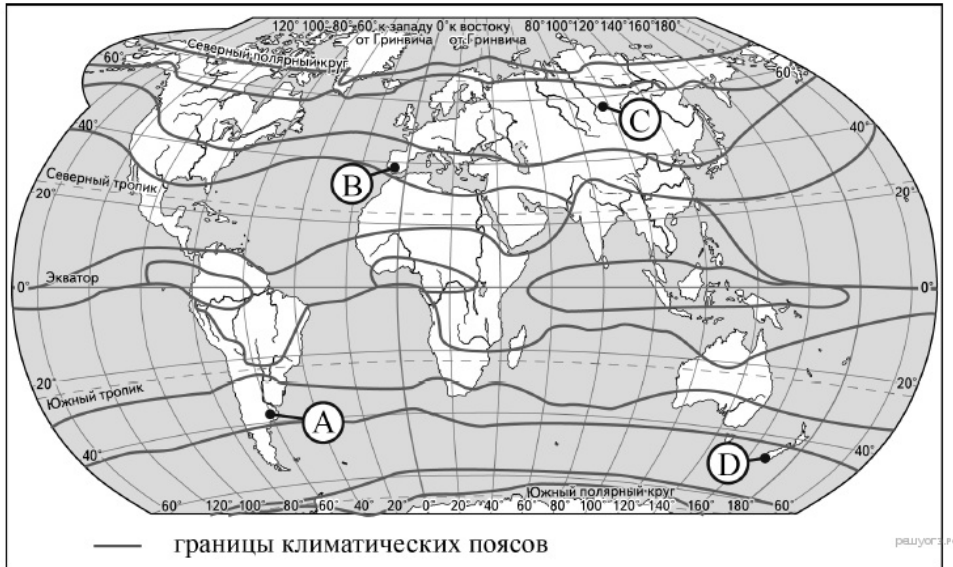 120° 100° 80° 60° к западу 0° к востоку 80° 100° 120° 140° 160° 180°
от Гринвича от Гринвича
Северный полярный круг
60° 60°
40° 40°
C
B
Северный тропик
20° 20°
Экватор
0° 0°
20° 20°
Южный тропик
A
40° 40°
D
Южный полярный круг
60° 100° 80° 60° 40° 20° 0° 20° 40° 60° 80° 100° 120° 140° 180° 60°
границы климатических поясов